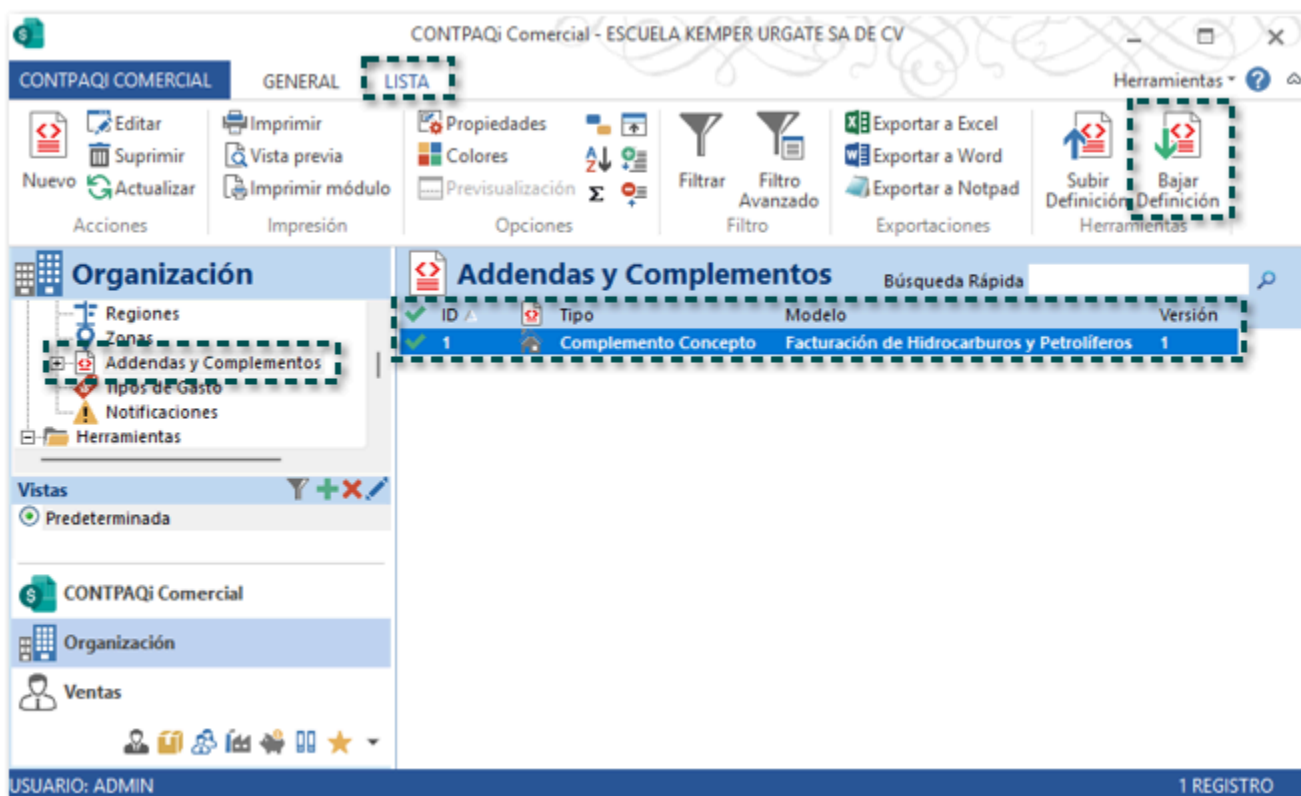 CONTPAQi Comercial - ESCUELA KEMPER URGATE SA DE CV
CONTPAQI COMERCIAL GENERAL LISTA Herramientas
Nuevo
Editar
Suprimir
Actualizar
Acciones
Imprimir
Vista previa
Imprimir módulo
Impresión
Propiedades
Colores
Previsualización
Opciones
Filtrar
Filtro Avanzado
Filtro
Exportar a Excel
Exportar a Word
Exportar a Notpad
Exportaciones
Subir Definición
Bajar Definición
Herramientas
Organización
Regiones
Zonas
Addendas y Complementos
Tipos de Gasto
Notificaciones
Herramientas
Vistas
Predeterminada
CONTPAQi Comercial
Organización
Ventas
Addendas y Complementos Búsqueda Rápida
ID Tipo Modelo Versión
1 Complemento Concepto Facturación de Hidrocarburos y Petrolíferos 1
USUARIO: ADMIN 1 REGISTRO